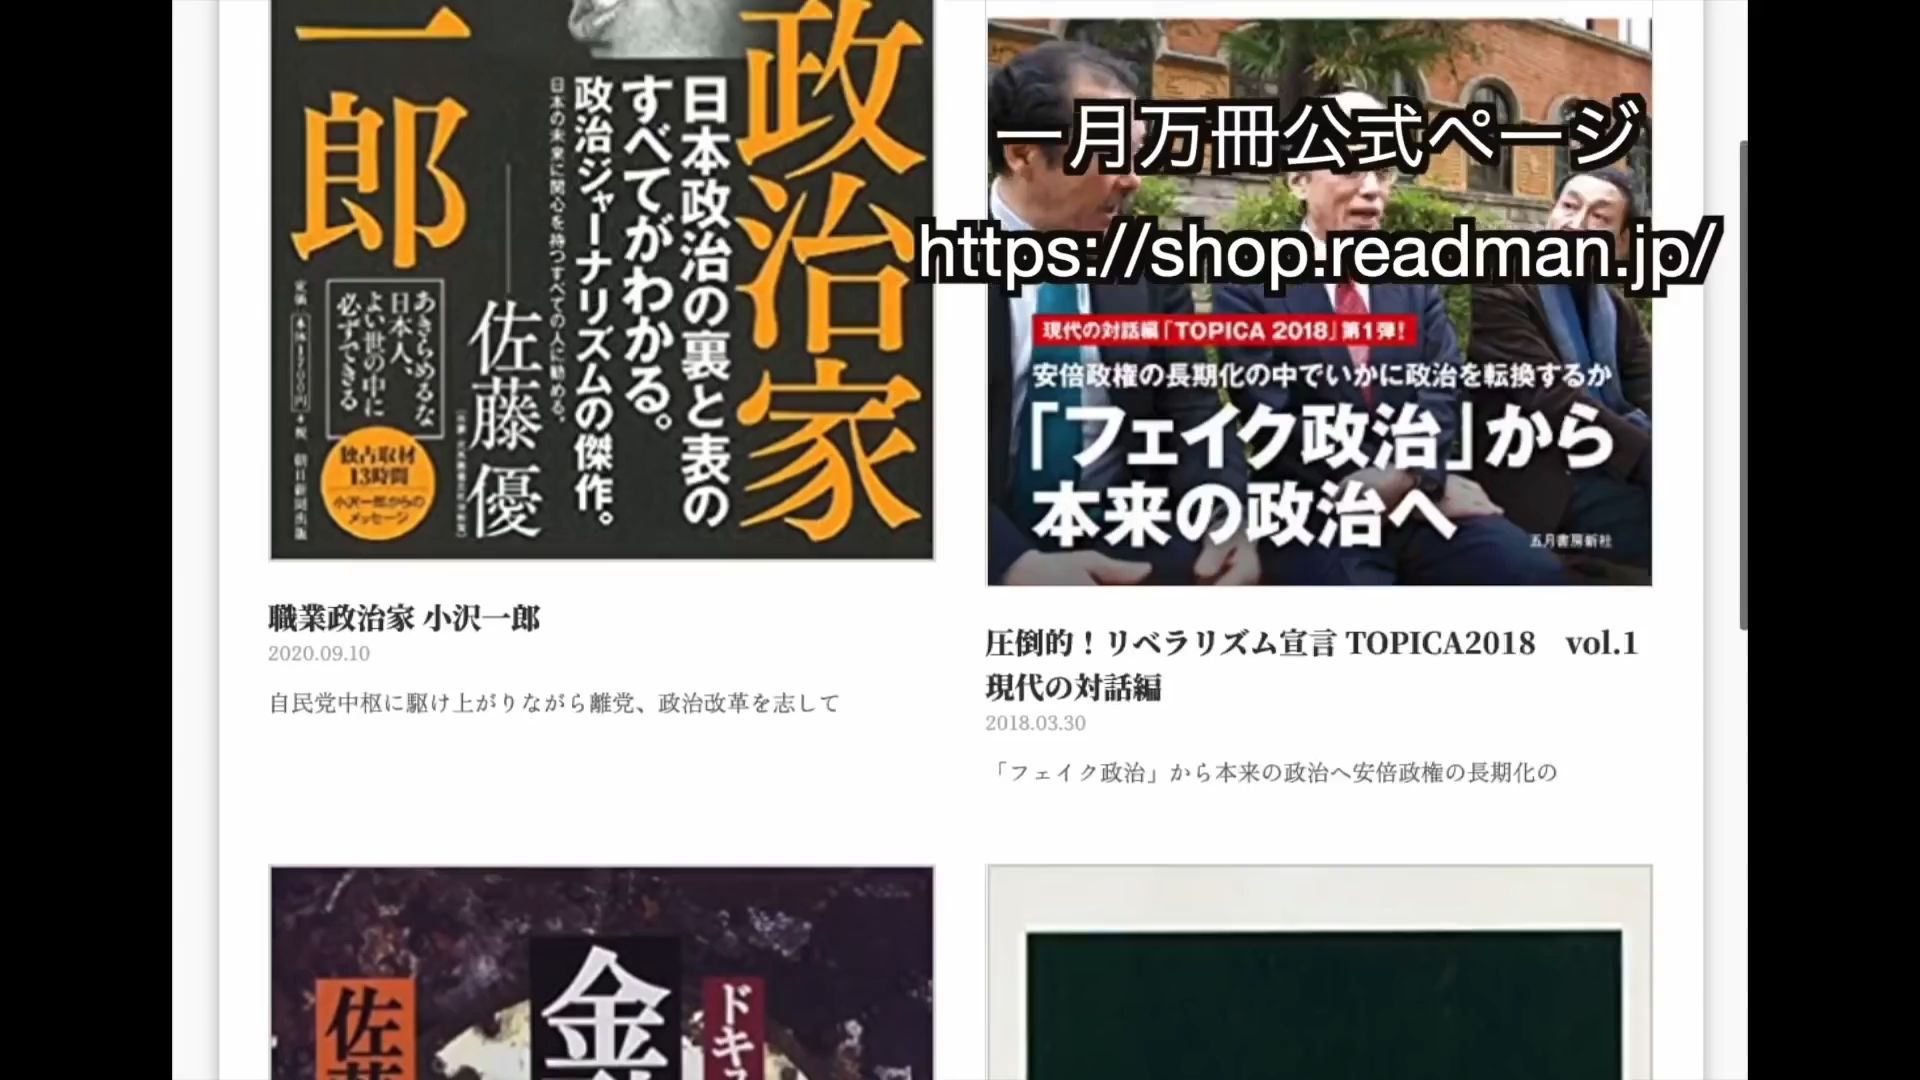 一郎
政治家
日本政治の裏と表の
すべてがわかる。
政治ジャーナリズムの傑作。
日本の未来に関心を持つすべての人に勧める。
佐藤優
あきらめるな
日本人、
よい世の中に
必ずできる
独占取材
13時間
小沢一郎からの
メッセージ
朝日新聞出版
一月万冊公式ページ
https://shop.readman.jp/
現代の対話編「TOPICA 2018」第1弾!
安倍政権の長期化の中でいかに政治を転換するか
「フェイク政治」から
本来の政治へ
五月書房新社
職業政治家 小沢一郎
2020.09.10
自民党中枢に駆け上がりながら離党、政治改革を志して
圧倒的！リベラリズム宣言 TOPICA2018　vol.1
現代の対話編
2018.03.30
「フェイク政治」から本来の政治へ安倍政権の長期化の
佐
金
ドキ